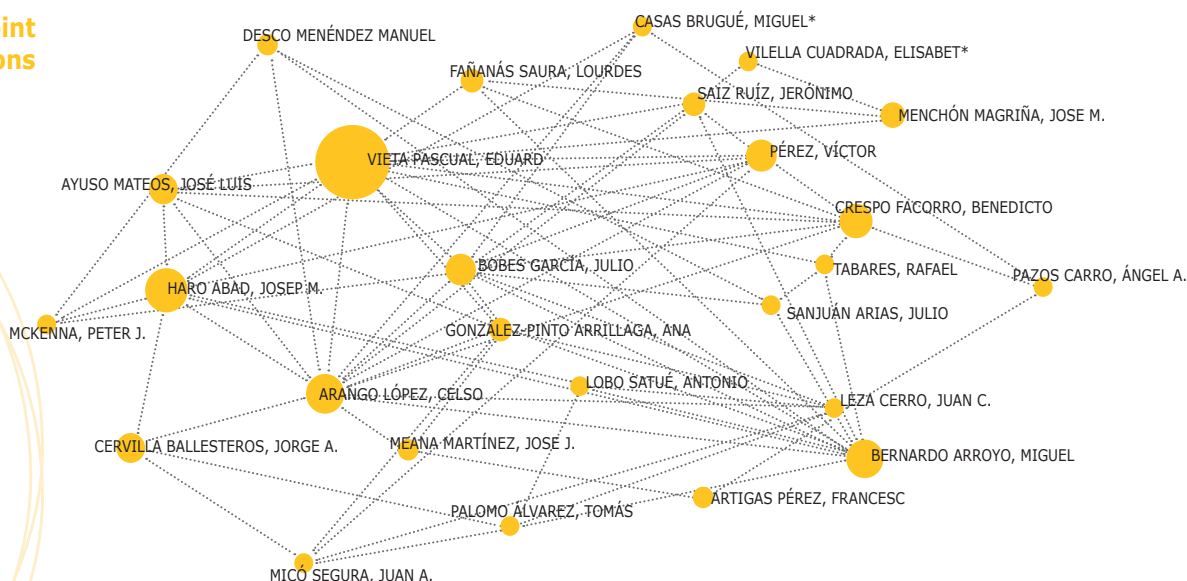 int
ons
CASAS BRUGUÉ, MIGUEL*
DESCO MENÉNDEZ MANUEL
VILELLA CUADRADA, ELISABET*
FAÑANÁS SAURA, LOURDES
SAIZ RUÍZ, JERÓNIMO
MENCHÓN MAGRIÑA, JOSE M.
VIETA PASCUAL, EDUARD
PÉREZ, VÍCTOR
AYUSO MATEOS, JOSÉ LUIS
CRESPO FACORRO, BENEDICTO
BOBES GARCÍA, JULIO
TABARES, RAFAEL
PAZOS CARRO, ÁNGEL A.
HARO ABAD, JOSEP M.
SANJUÁN ARIAS, JULIO
MCKENNA, PETER J.
GONZÁLEZ-PINTO ARRILLAGA, ANA
LOBO SATUÉ, ANTONIO
ARANGO LÓPEZ, CELSO
LEZA CERRO, JUAN C.
CERVILLA BALLESTEROS, JORGE A.
MEANA MARTÍNEZ, JOSE J.
BERNARDO ARROYO, MIGUEL
ARTIGAS PÉREZ, FRANCESC
PALOMO ÁLVAREZ, TOMÁS
MICÓ SEGURA, JUAN A.